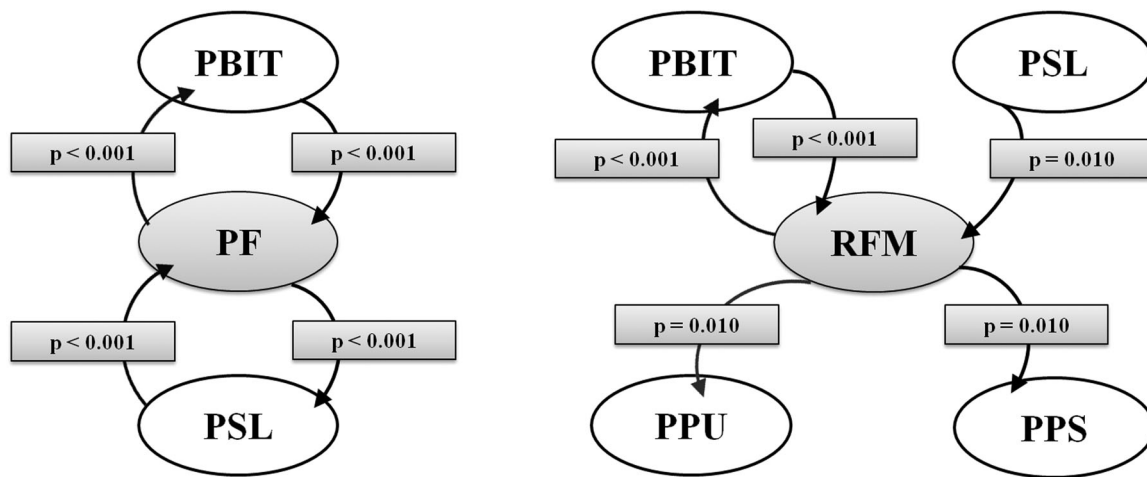 PBIT
p < 0.001
p < 0.001
PF
p < 0.001
p < 0.001
PSL
PBIT
PSL
p < 0.001
p < 0.001
p = 0.010
RFM
p = 0.010
p = 0.010
PPU
PPS